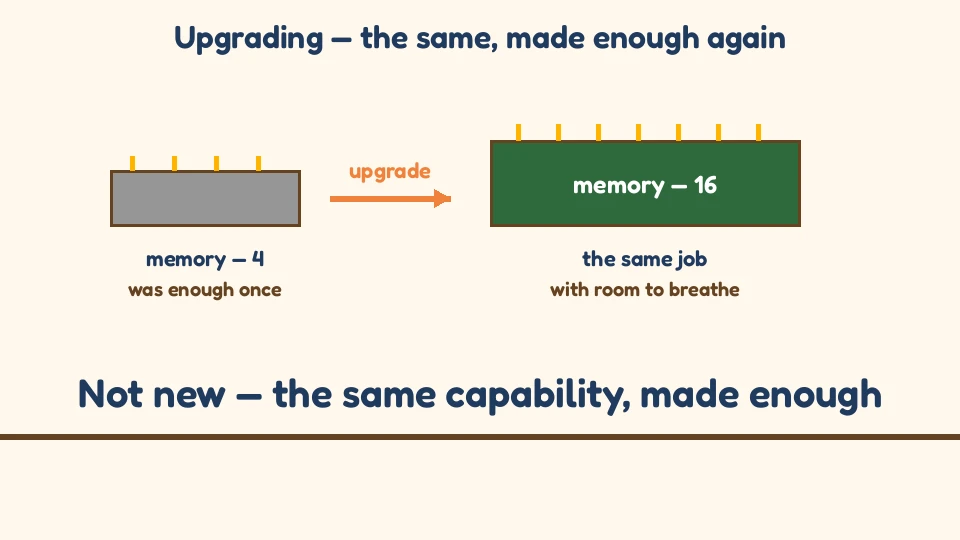 Upgrading — the same, made enough again
upgrade
memory — 16
memory — 4
was enough once
the same job
with room to breathe
Not new — the same capability, made enough